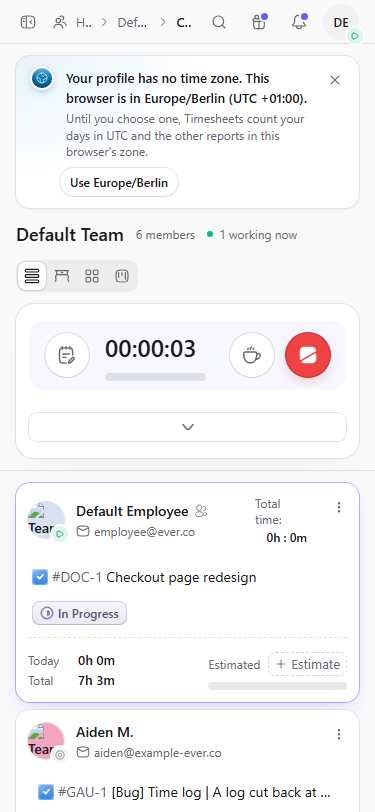 H..
Def...
C..
DE
Your profile has no time zone. This
browser is in Europe/Berlin (UTC +01:00).
Until you choose one, Timesheets count your
days in UTC and the other reports in this
browser's zone.
Use Europe/Berlin
Default Team 6 members 1 working now
00:00:03
Default Employee
employee@ever.co
Total
time:
0h : 0m
#DOC-1 Checkout page redesign
In Progress
Today 0h 0m
Total 7h 3m
Estimated + Estimate
Aiden M.
aiden@example-ever.co
#GAU-1 [Bug] Time log | A log cut back at ...